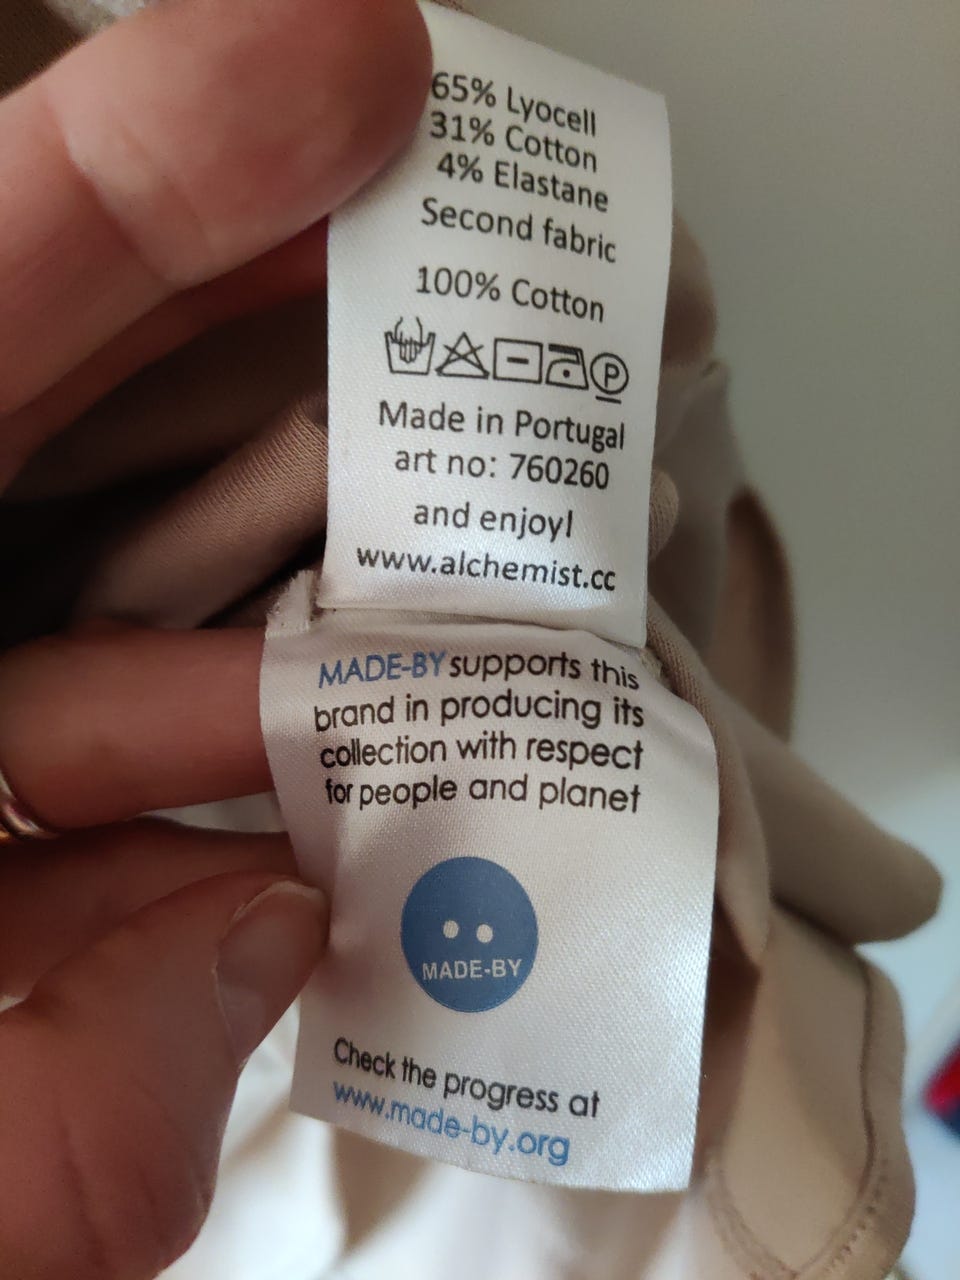 65% Lyocell
31% Cotton
4% Elastane
Second fabric
100% Cotton
P
Made in Portugal
art no: 760260
and enjoy!
www.alchemist.cc
MADE-BY supports this
brand in producing its
collection with respect
for people and planet
MADE-BY
Check the progress at
www.made-by.org